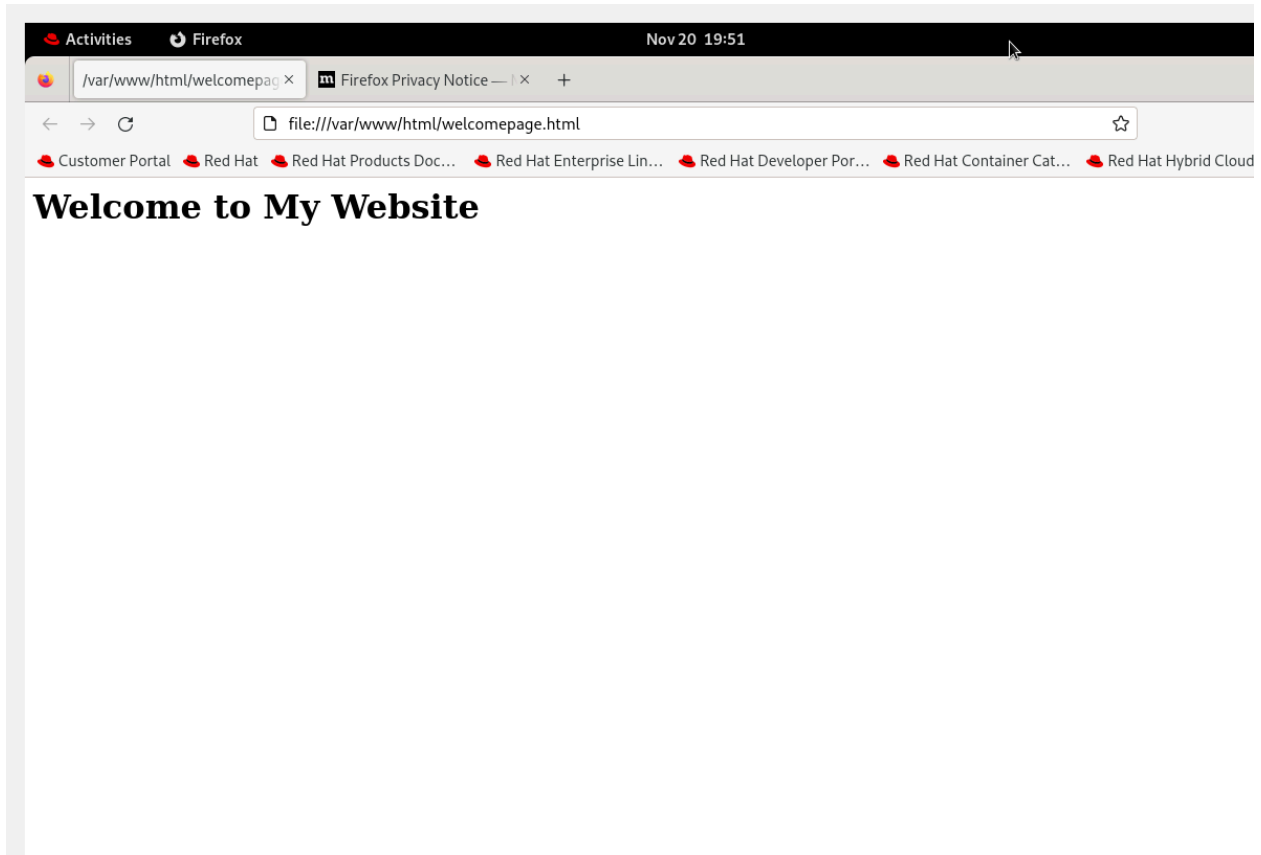 Activities Firefox Nov 20 19:51
/var/www/html/welcomepag Firefox Privacy Notice —
file:///var/www/html/welcomepage.html
Customer Portal Red Hat Red Hat Products Doc... Red Hat Enterprise Lin... Red Hat Developer Por... Red Hat Container Cat... Red Hat Hybrid Cloud
Welcome to My Website